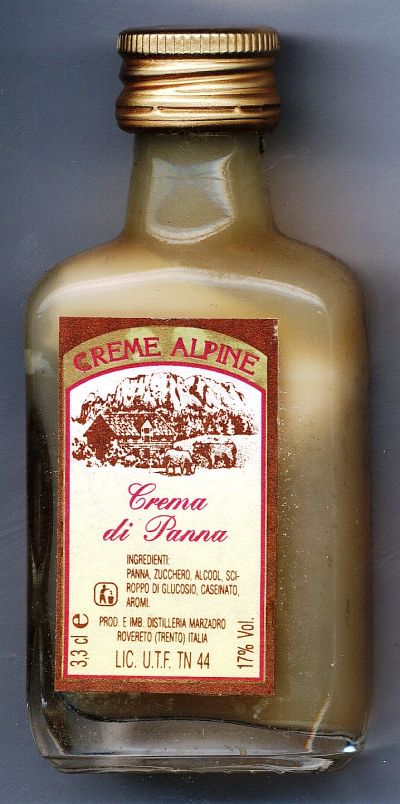 CREME ALPINE
Crema
di Panna
INGREDIENTI:
PANNA, ZUCCHERO, ALCOOL, SCI-
ROPPO DI GLUCOSIO, CASEINATO,
AROMI.
PROD. E IMB. DISTILLERIA MARZADRO
ROVERETO (TRENTO) ITALIA
LIC. U.T.F. TN 44
3,3 cl e
17% Vol.